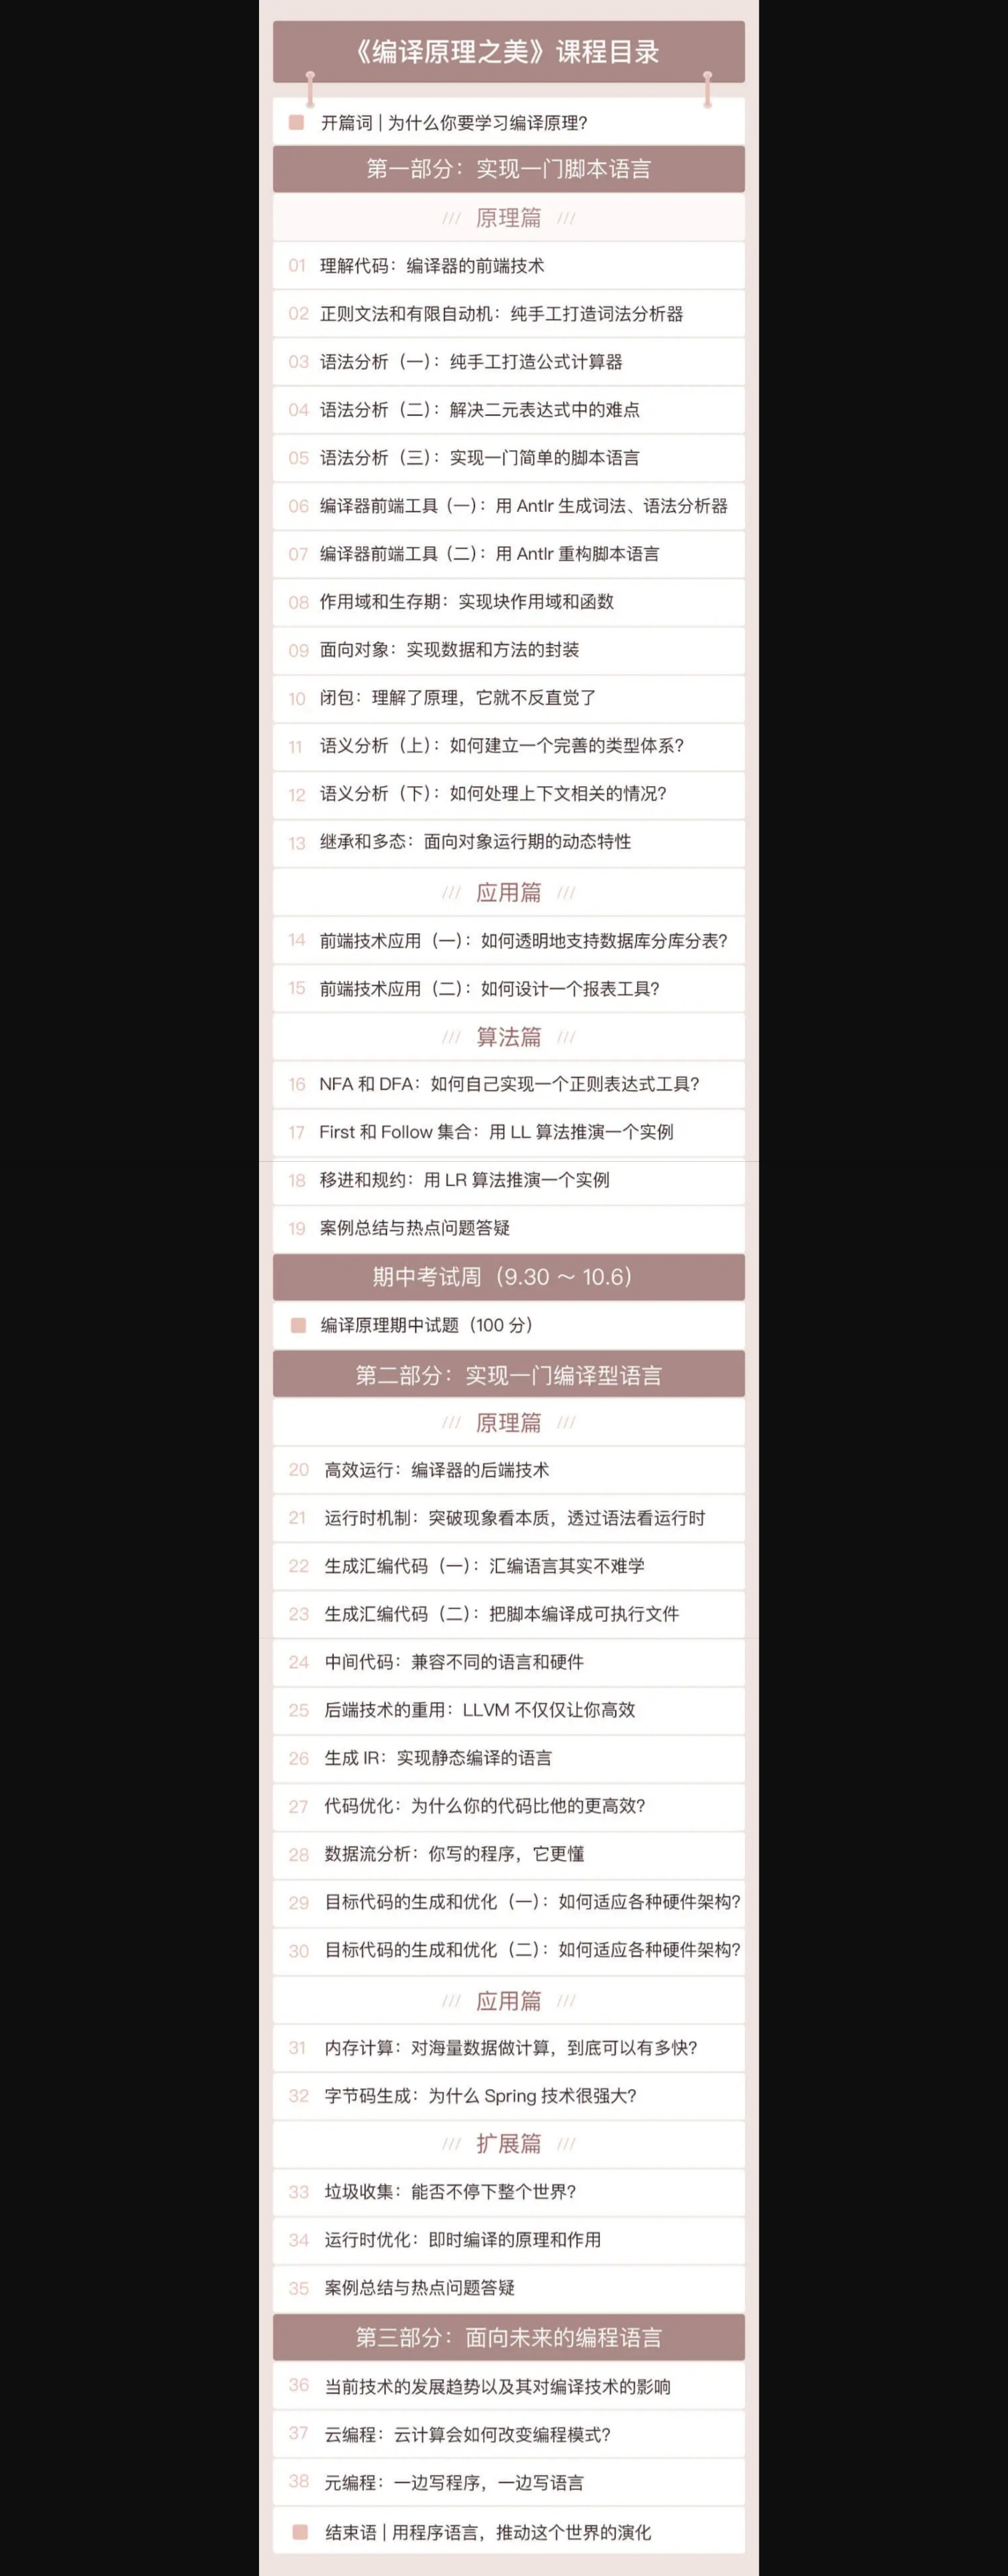 《编译原理之美》课程目录
开篇词 | 为什么你要学习编译原理?
第一部分：实现一门脚本语言
/// 原理篇 ///
01 理解代码：编译器的前端技术
02 正则文法和有限自动机：纯手工打造词法分析器
03 语法分析（一）：纯手工打造公式计算器
04 语法分析（二）：解决二元表达式中的难点
05 语法分析（三）：实现一门简单的脚本语言
06 编译器前端工具（一）：用 Antlr 生成词法、语法分析器
07 编译器前端工具（二）：用 Antlr 重构脚本语言
08 作用域和生存期：实现块作用域和函数
09 面向对象：实现数据和方法的封装
10 闭包：理解了原理，它就不反直觉了
11 语义分析（上）：如何建立一个完善的类型体系?
12 语义分析（下）：如何处理上下文相关的情况?
13 继承和多态：面向对象运行期的动态特性
/// 应用篇 ///
14 前端技术应用（一）：如何透明地支持数据库分库分表?
15 前端技术应用（二）：如何设计一个报表工具?
/// 算法篇 ///
16 NFA 和 DFA：如何自己实现一个正则表达式工具?
17 First 和 Follow 集合：用 LL 算法推演一个实例
18 移进和规约：用 LR 算法推演一个实例
19 案例总结与热点问题答疑
期中考试周（9.30 ～ 10.6）
编译原理期中试题（100 分）
第二部分：实现一门编译型语言
/// 原理篇 ///
20 高效运行：编译器的后端技术
21 运行时机制：突破现象看本质，透过语法看运行时
22 生成汇编代码（一）：汇编语言其实不难学
23 生成汇编代码（二）：把脚本编译成可执行文件
24 中间代码：兼容不同的语言和硬件
25 后端技术的重用：LLVM 不仅仅让你高效
26 生成 IR：实现静态编译的语言
27 代码优化：为什么你的代码比他的更高效?
28 数据流分析：你写的程序，它更懂
29 目标代码的生成和优化（一）：如何适应各种硬件架构?
30 目标代码的生成和优化（二）：如何适应各种硬件架构?
/// 应用篇 ///
31 内存计算：对海量数据做计算，到底可以有多快?
32 字节码生成：为什么 Spring 技术很强大?
/// 扩展篇 ///
33 垃圾收集：能否不停下整个世界?
34 运行时优化：即时编译的原理和作用
35 案例总结与热点问题答疑
第三部分：面向未来的编程语言
36 当前技术的发展趋势以及其对编译技术的影响
37 云编程：云计算会如何改变编程模式?
38 元编程：一边写程序，一边写语言
结束语 | 用程序语言，推动这个世界的演化